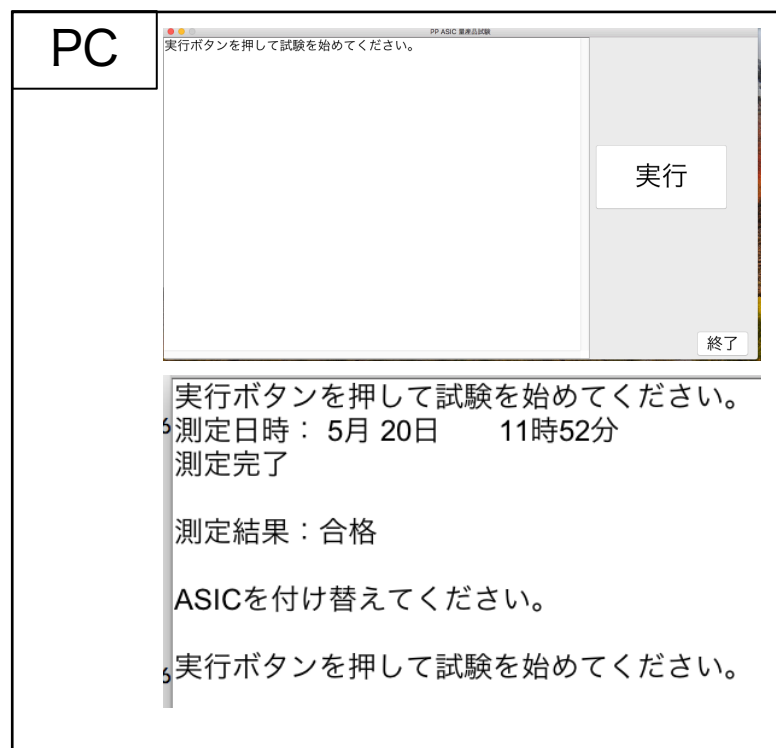 PC
PP ASIC 量産品試験
実行ボタンを押して試験を始めてください。
実行
終了
実行ボタンを押して試験を始めてください。
測定日時： 5月 20日 11時52分
測定完了
測定結果：合格
ASICを付け替えてください。
実行ボタンを押して試験を始めてください。